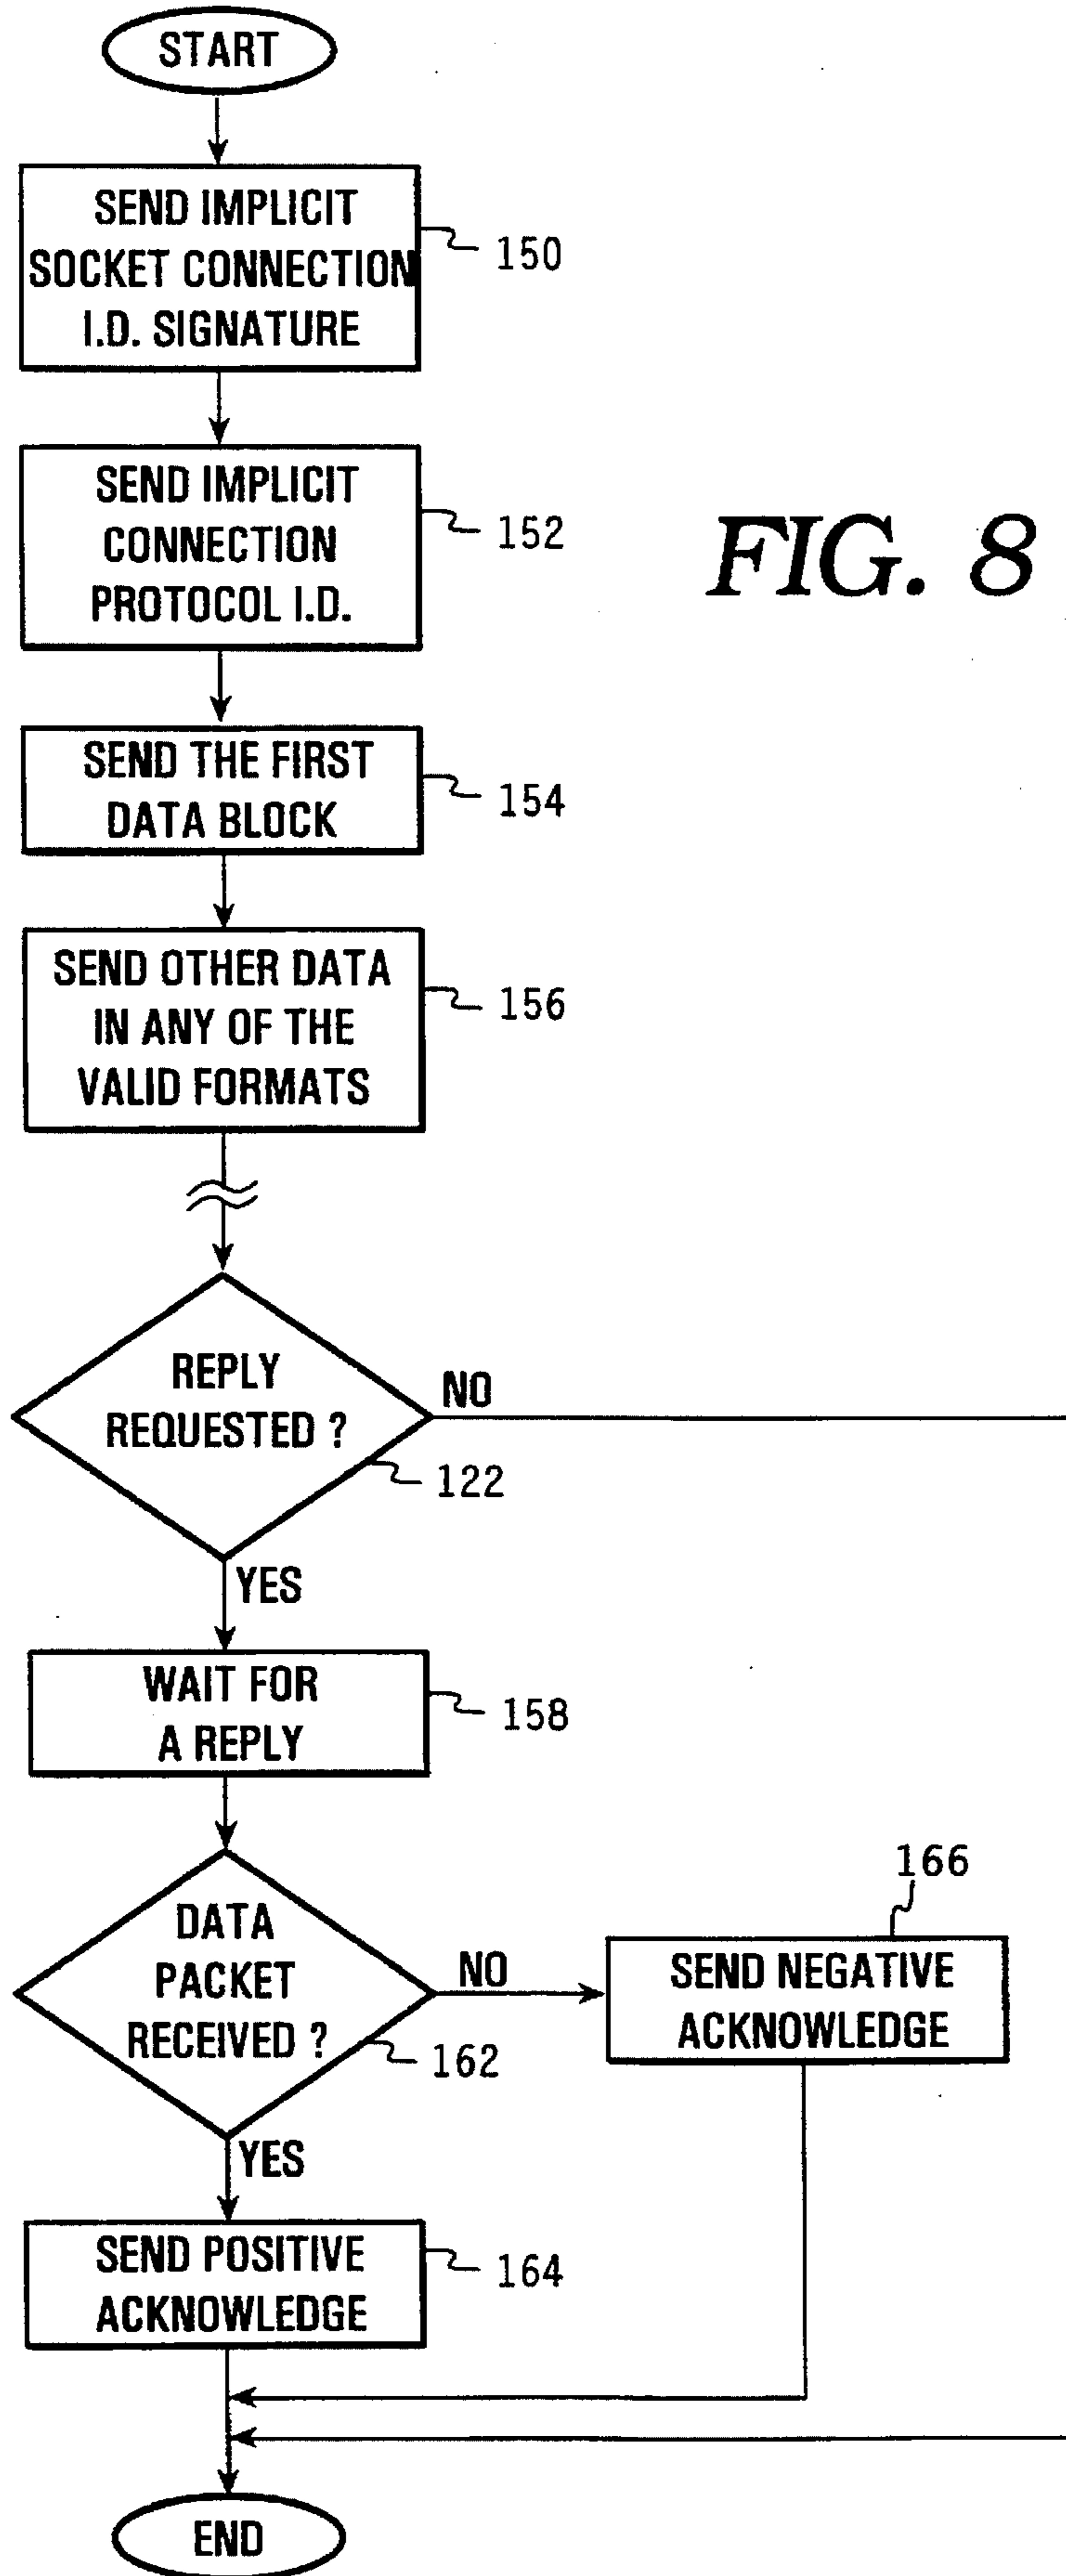 START
SEND IMPLICIT
SOCKET CONNECTION
I.D. SIGNATURE
150
SEND IMPLICIT
CONNECTION
PROTOCOL I.D.
152
FIG. 8
SEND THE FIRST
DATA BLOCK
154
SEND OTHER DATA
IN ANY OF THE
VALID FORMATS
156
REPLY
REQUESTED ?
NO
122
YES
WAIT FOR
A REPLY
158
DATA
PACKET
RECEIVED ?
NO
162
166
SEND NEGATIVE
ACKNOWLEDGE
YES
SEND POSITIVE
ACKNOWLEDGE
164
END